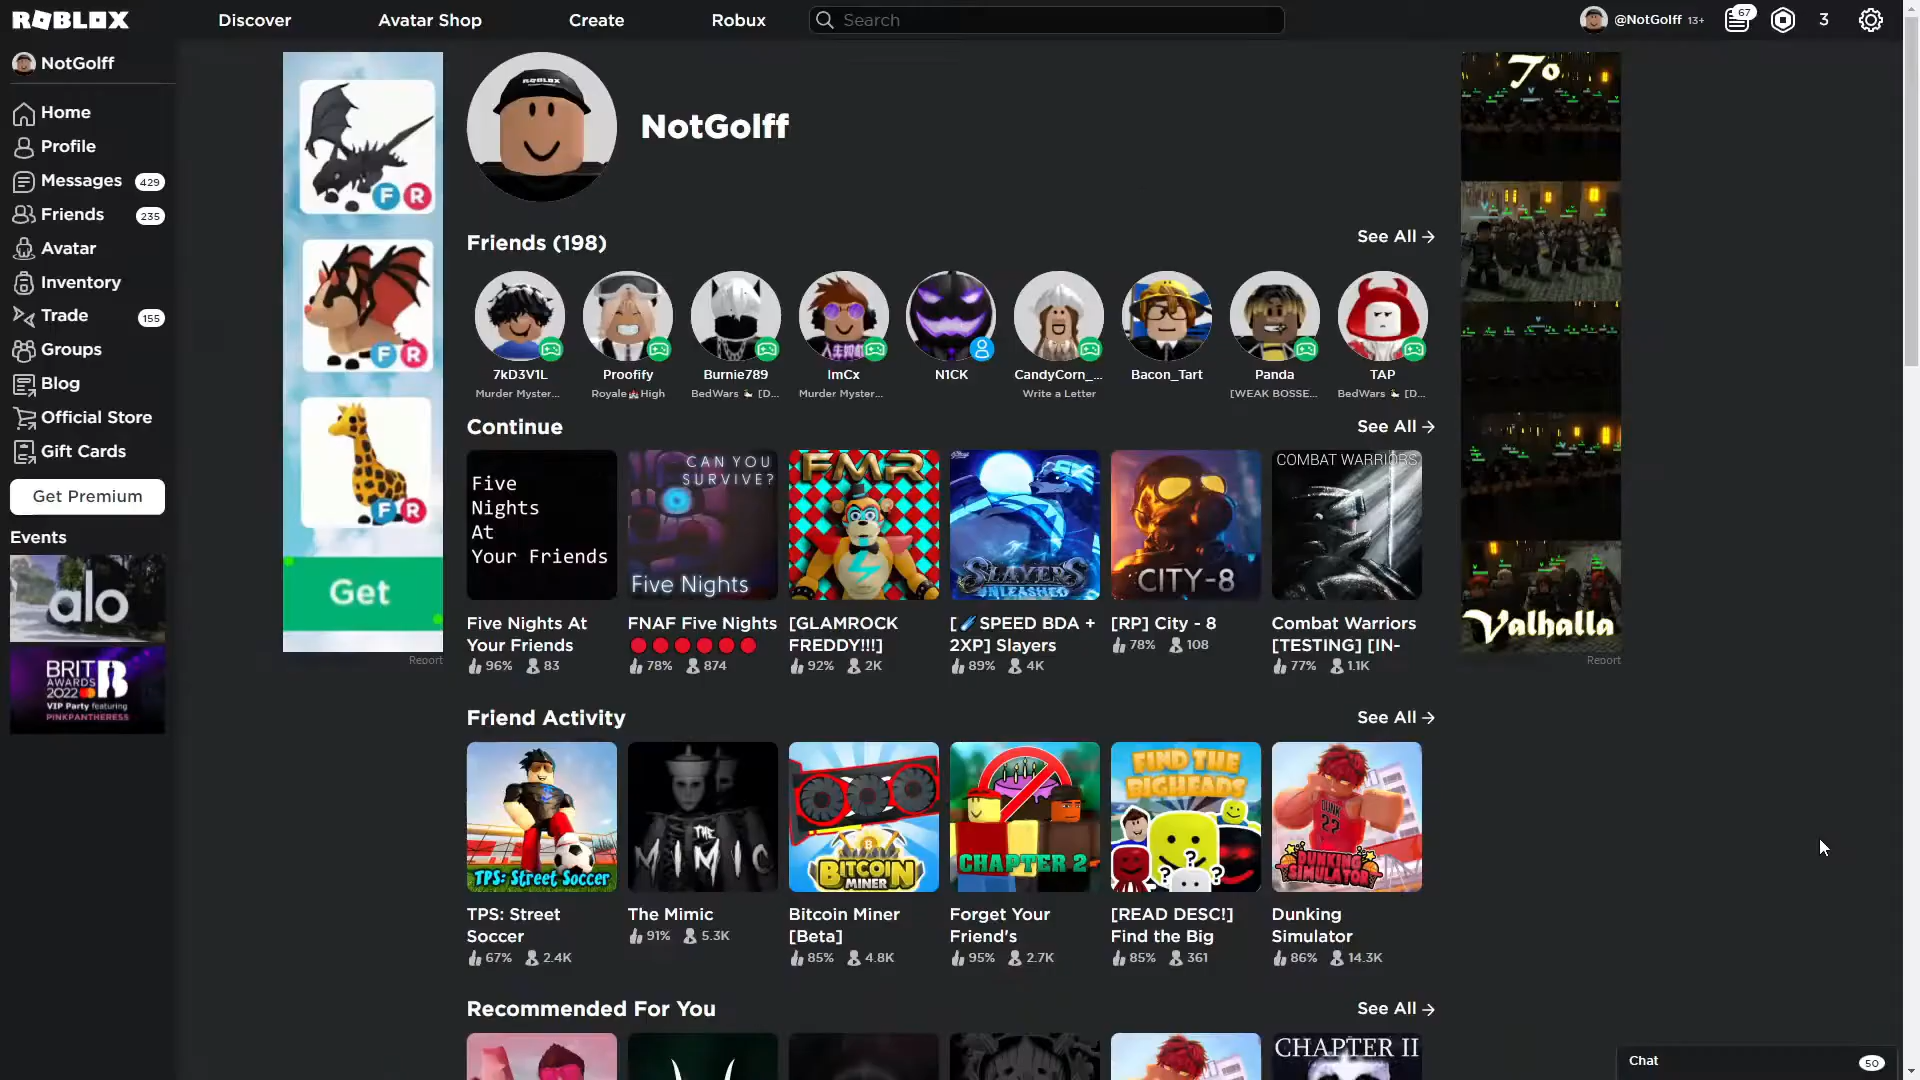 ROBLOX
Discover
Avatar Shop
Create
Robux
Search
@NotGolff 13+
67
3
NotGolff
Home
Profile
Messages 429
Friends 235
Avatar
Inventory
Trade 155
Groups
Blog
Official Store
Gift Cards
Get Premium
Events
alo
BRIT
AWARDS
2022
VIP Party featuring
PINKPANTHERESS
F R
F R
F R
Get
Report
ROBLOX
NotGolff
Friends (198)
See All →
7kD3V1L
Murder Myster...
Proofify
Royale🏰High
Burnie789
BedWars 🦆 [D...
ImCx
Murder Myster...
N1CK
CandyCorn_...
Write a Letter
Bacon_Tart
Panda
[WEAK BOSSE...
TAP
BedWars 🦆 [D...
Continue
See All →
Five
Nights
At
Your Friends
CAN YOU
SURVIVE?
Five Nights
FMR
SLAYERS
UNLEASHED
CITY-8
COMBAT WARRIORS
Five Nights At
Your Friends
96% 83
FNAF Five Nights
🔴🔴🔴🔴🔴🔴
78% 874
[GLAMROCK
FREDDY!!!]
92% 2K
[☄️SPEED BDA +
2XP] Slayers
89% 4K
[RP] City - 8
78% 108
Combat Warriors
[TESTING] [IN-
77% 1.1K
Friend Activity
See All →
TPS: Street Soccer
THE
MIMIC
BITCOIN
MINER
CHAPTER 2
FIND THE
BIGHEADS
DUNK
22
DUNKING
SIMULATOR
TPS: Street
Soccer
67% 2.4K
The Mimic
91% 5.3K
Bitcoin Miner
[Beta]
85% 4.8K
Forget Your
Friend's
95% 2.7K
[READ DESC!]
Find the Big
85% 361
Dunking
Simulator
86% 14.3K
Recommended For You
See All →
CHAPTER II
To
Valhalla
Report
Chat
50